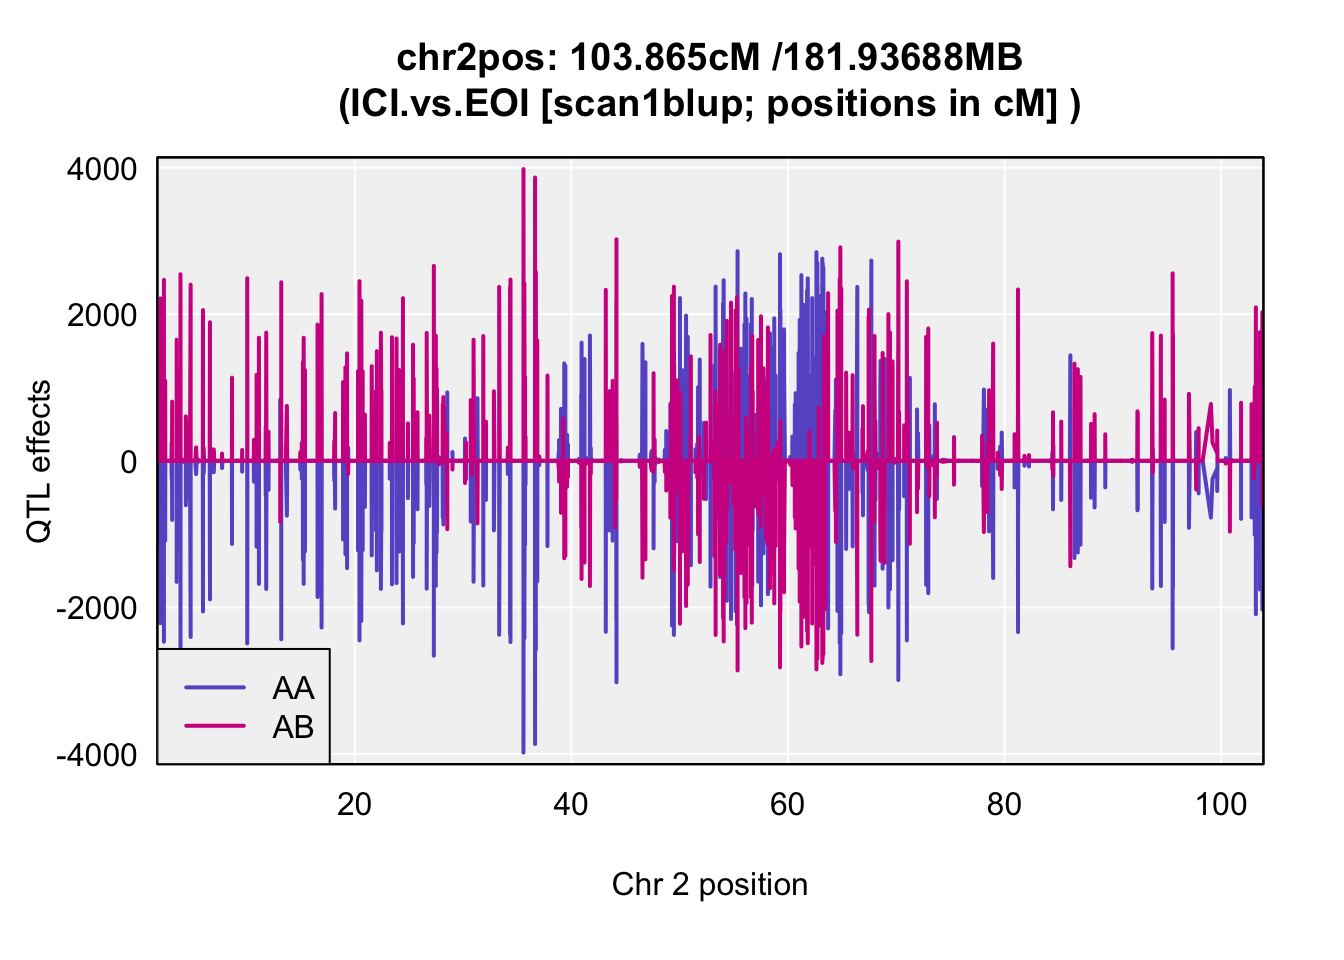 chr2pos: 103.865cM /181.93688MB
(ICI.vs.EOI [scan1blup; positions in cM] )
QTL effects
4000
2000
0
-2000
-4000
AA
AB
20
40
60
80
100
Chr 2 position